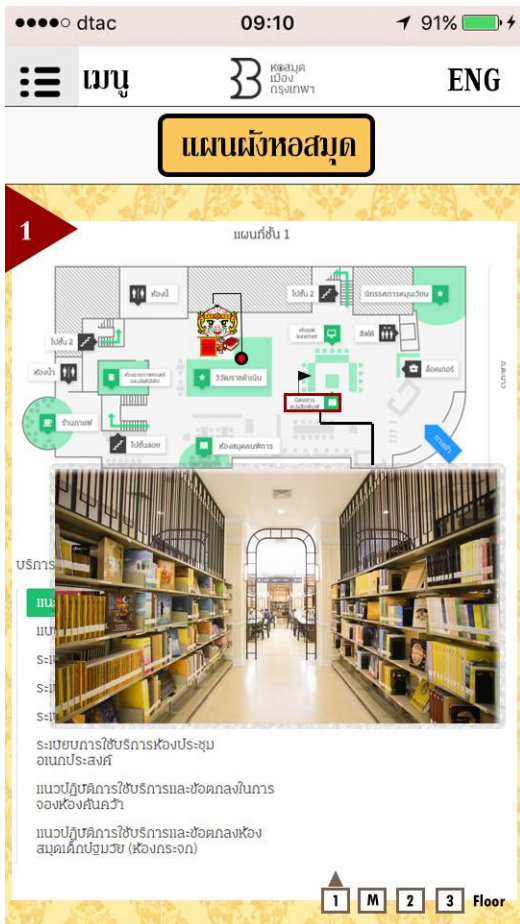 dtac 09:10 91%
เมนู
หอสมุด
เมือง
กรุงเทพฯ
ENG
แผนผังหอสมุด
1
แผนที่ชั้น 1
ห้องน้ำ
ไปชั้น 2
นิทรรศการหมุนเวียน
ไปชั้น 2
ebook
internet
ลิฟต์
ห้องน้ำ
วิวัฒราชดำเนิน
ล็อคเกอร์
ร้านกาแฟ
ไปชั้นลอย
ห้องสมุดคนพิการ
ทางเข้า
บริการ
ระเบียบการใช้บริการห้องประชุม
อเนกประสงค์
แนวปฏิบัติการใช้บริการและข้อตกลงในการ
จองห้องค้นคว้า
แนวปฏิบัติการใช้บริการและข้อตกลงห้อง
สมุดเด็กปฐมวัย (ห้องกระจก)
1 M 2 3 Floor